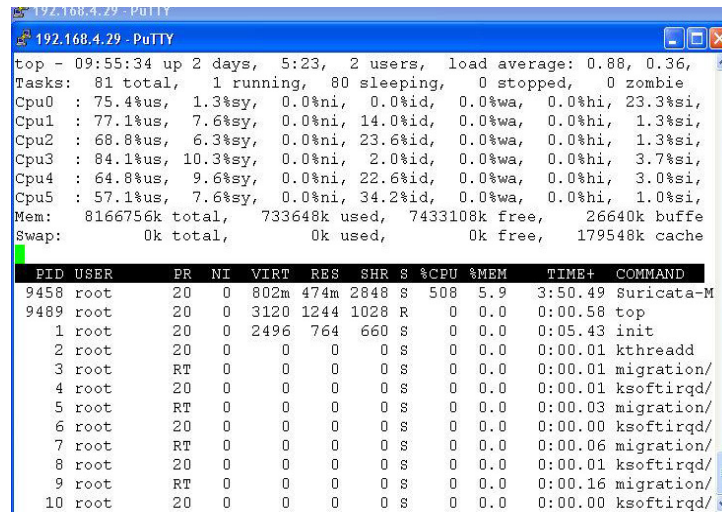 192.168.4.29 - PuTTY
192.168.4.29 - PuTTY
top - 09:55:34 up 2 days,  5:23,  2 users,  load average: 0.88, 0.36,
Tasks:  81 total,   1 running,  80 sleeping,   0 stopped,   0 zombie
Cpu0  : 75.4%us,  1.3%sy,  0.0%ni,  0.0%id,  0.0%wa,  0.0%hi, 23.3%si,
Cpu1  : 77.1%us,  7.6%sy,  0.0%ni, 14.0%id,  0.0%wa,  0.0%hi,  1.3%si,
Cpu2  : 68.8%us,  6.3%sy,  0.0%ni, 23.6%id,  0.0%wa,  0.0%hi,  1.3%si,
Cpu3  : 84.1%us, 10.3%sy,  0.0%ni,  2.0%id,  0.0%wa,  0.0%hi,  3.7%si,
Cpu4  : 64.8%us,  9.6%sy,  0.0%ni, 22.6%id,  0.0%wa,  0.0%hi,  3.0%si,
Cpu5  : 57.1%us,  7.6%sy,  0.0%ni, 34.2%id,  0.0%wa,  0.0%hi,  1.0%si,
Mem:   8166756k total,   733648k used,  7433108k free,    26640k buffe
Swap:        0k total,        0k used,        0k free,   179548k cache
PID USER      PR  NI  VIRT  RES  SHR S %CPU %MEM    TIME+  COMMAND
9458 root      20   0  802m 474m 2848 S  508  5.9   3:50.49 Suricata-M
9489 root      20   0  3120 1244 1028 R    0  0.0   0:00.58 top
1 root      20   0  2496  764  660 S    0  0.0   0:05.43 init
2 root      20   0     0    0    0 S    0  0.0   0:00.01 kthreadd
3 root      RT   0     0    0    0 S    0  0.0   0:00.01 migration/
4 root      20   0     0    0    0 S    0  0.0   0:00.01 ksoftirqd/
5 root      RT   0     0    0    0 S    0  0.0   0:00.03 migration/
6 root      20   0     0    0    0 S    0  0.0   0:00.00 ksoftirqd/
7 root      RT   0     0    0    0 S    0  0.0   0:00.06 migration/
8 root      20   0     0    0    0 S    0  0.0   0:00.01 ksoftirqd/
9 root      RT   0     0    0    0 S    0  0.0   0:00.16 migration/
10 root      20   0     0    0    0 S    0  0.0   0:00.00 ksoftirqd/